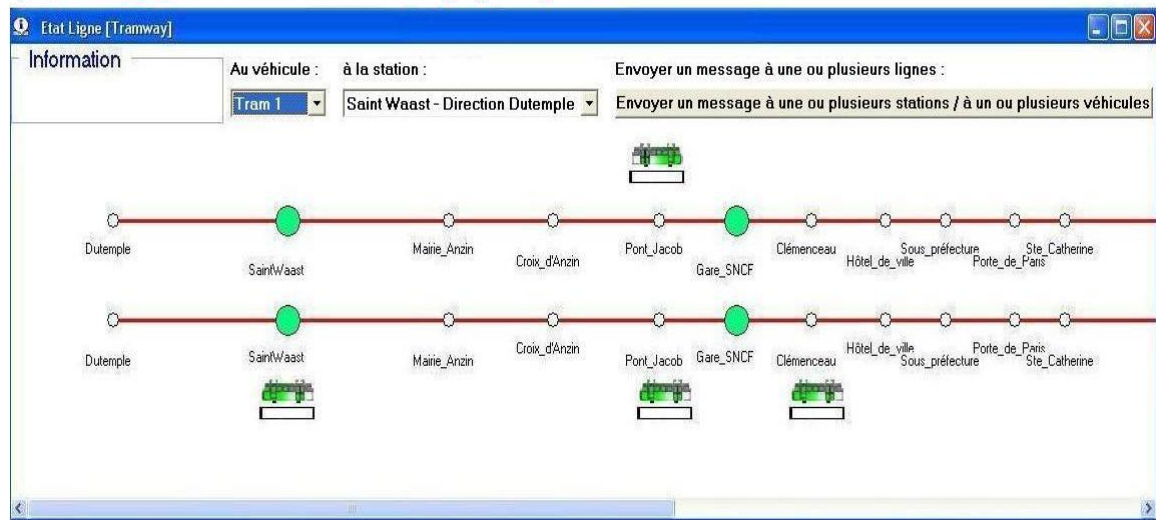 Etat Ligne [Tramway]
Information
Au véhicule : à la station : Envoyer un message à une ou plusieurs lignes :
Tram 1 Saint Waast - Direction Dutemple Envoyer un message à une ou plusieurs stations / à un ou plusieurs véhicules
Dutemple SaintWaast Mairie_Anzin Croix_d'Anzin Pont_Jacob Gare_SNCF Clémenceau Hôtel_de_ville Sous_préfecture Porte_de_Paris Ste_Catherine
Dutemple SaintWaast Mairie_Anzin Croix_d'Anzin Pont_Jacob Gare_SNCF Clémenceau Hôtel_de_ville Sous_préfecture Porte_de_Paris Ste_Catherine